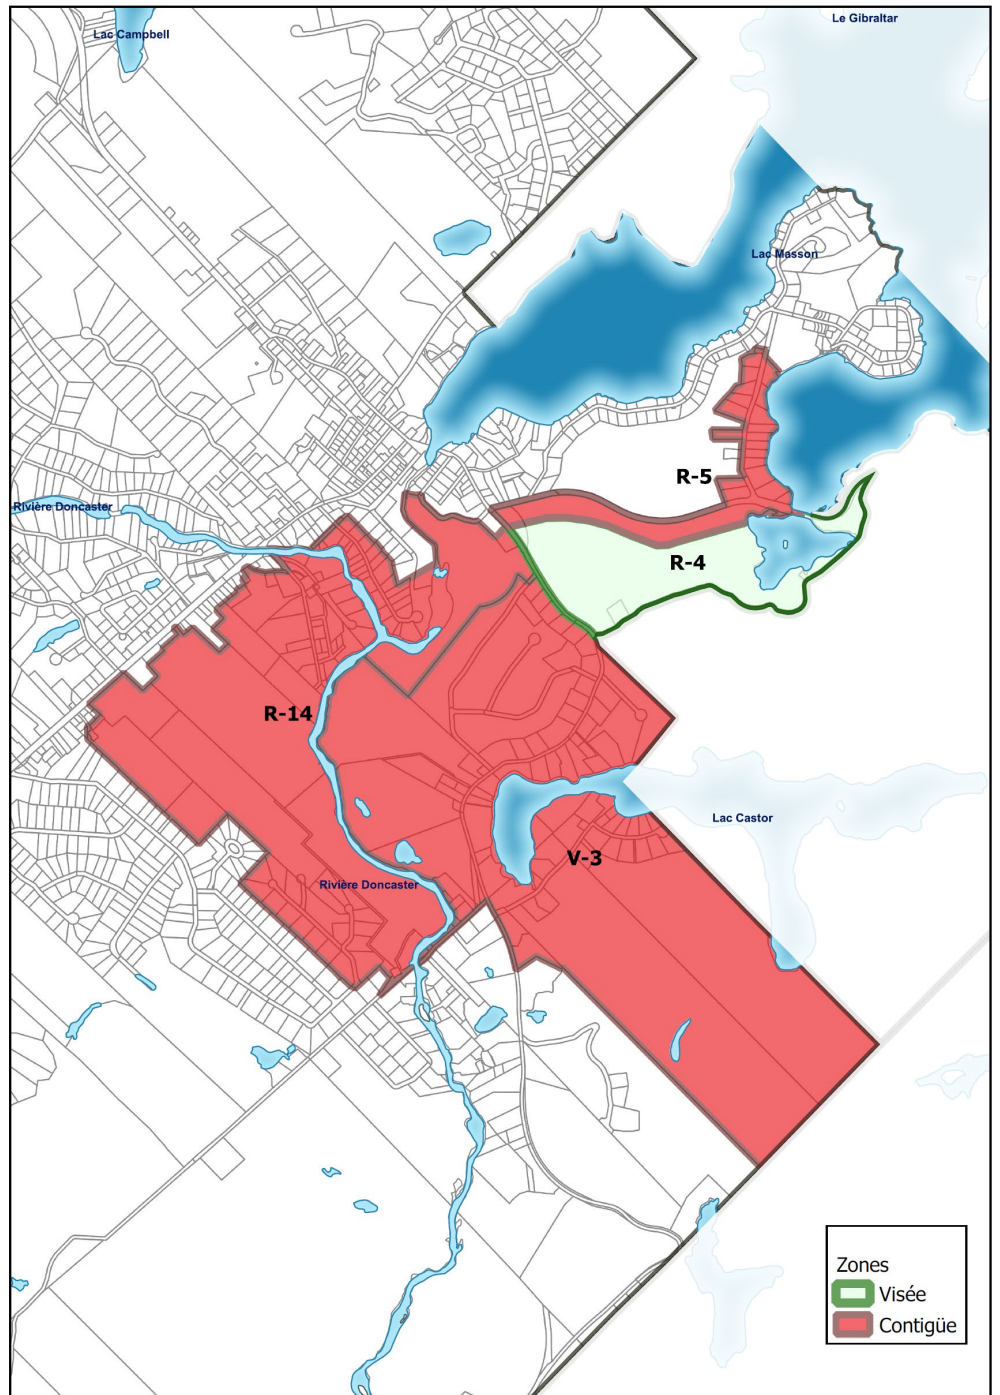 Le Gibraltar
Lac Campbell
Lac Masson
R-5
Rivière Doncaster
R-4
R-14
Lac Castor
V-3
Rivière Doncaster
Zones
Visée
Contigüe